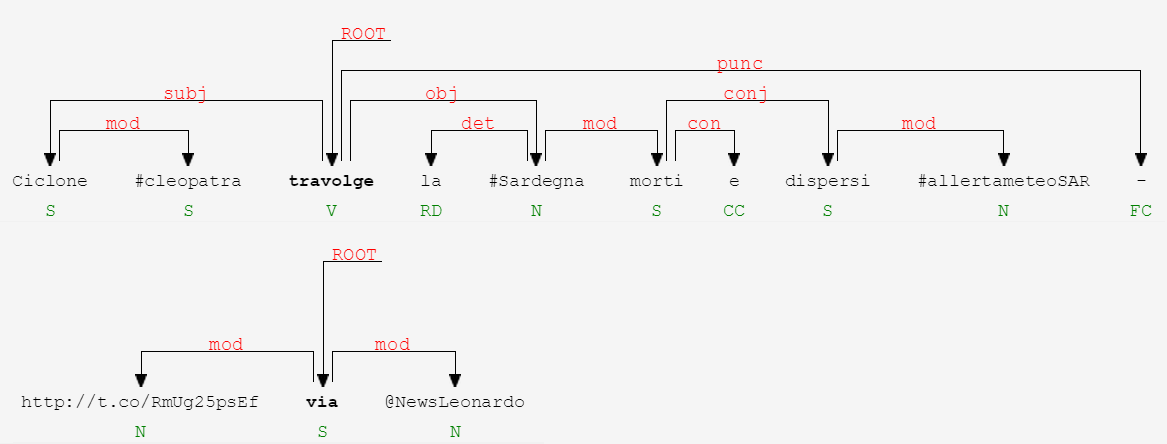 ROOT
punc
subj obj conj
mod det mod con mod
Ciclone #cleopatra travolge la #Sardegna morti e dispersi #allertameteoSAR -
S S V RD N S CC S N FC
ROOT
mod mod
http://t.co/RmUg25psEf via @NewsLeonardo
N S N